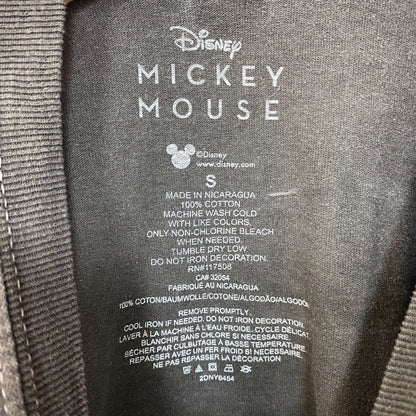 Disney
MICKEY
MOUSE
©Disney
www.disney.com
S
MADE IN NICARAGUA
100% COTTON
MACHINE WASH COLD
WITH LIKE COLORS,
ONLY NON-CHLORINE BLEACH
WHEN NEEDED.
TUMBLE DRY LOW
DO NOT IRON DECORATION.
RN#117508
CA# 32054
FABRIQUÉ AU NICARAGUA
100% COTTON/BAUMWOLLE/COTONE/ALGODÃO/ALGODÓN
REMOVE PROMPTLY.
COOL IRON IF NEEDED. DO NOT IRON DECOR.
LAVER À LA MACHINE À L'EAU FROIDE. CYCLE DÉLICAT
BLANCHIR SANS CHLORE SI NÉCESSAIRE.
SÉCHER PAR CULBUTAGE À BASSE TEMPÉRATURE
REPASSER AVEC UN FER FROID SI NÉCESSAIRE.
NE PAS REPASSER LA DÉCORATION
2DNY6454